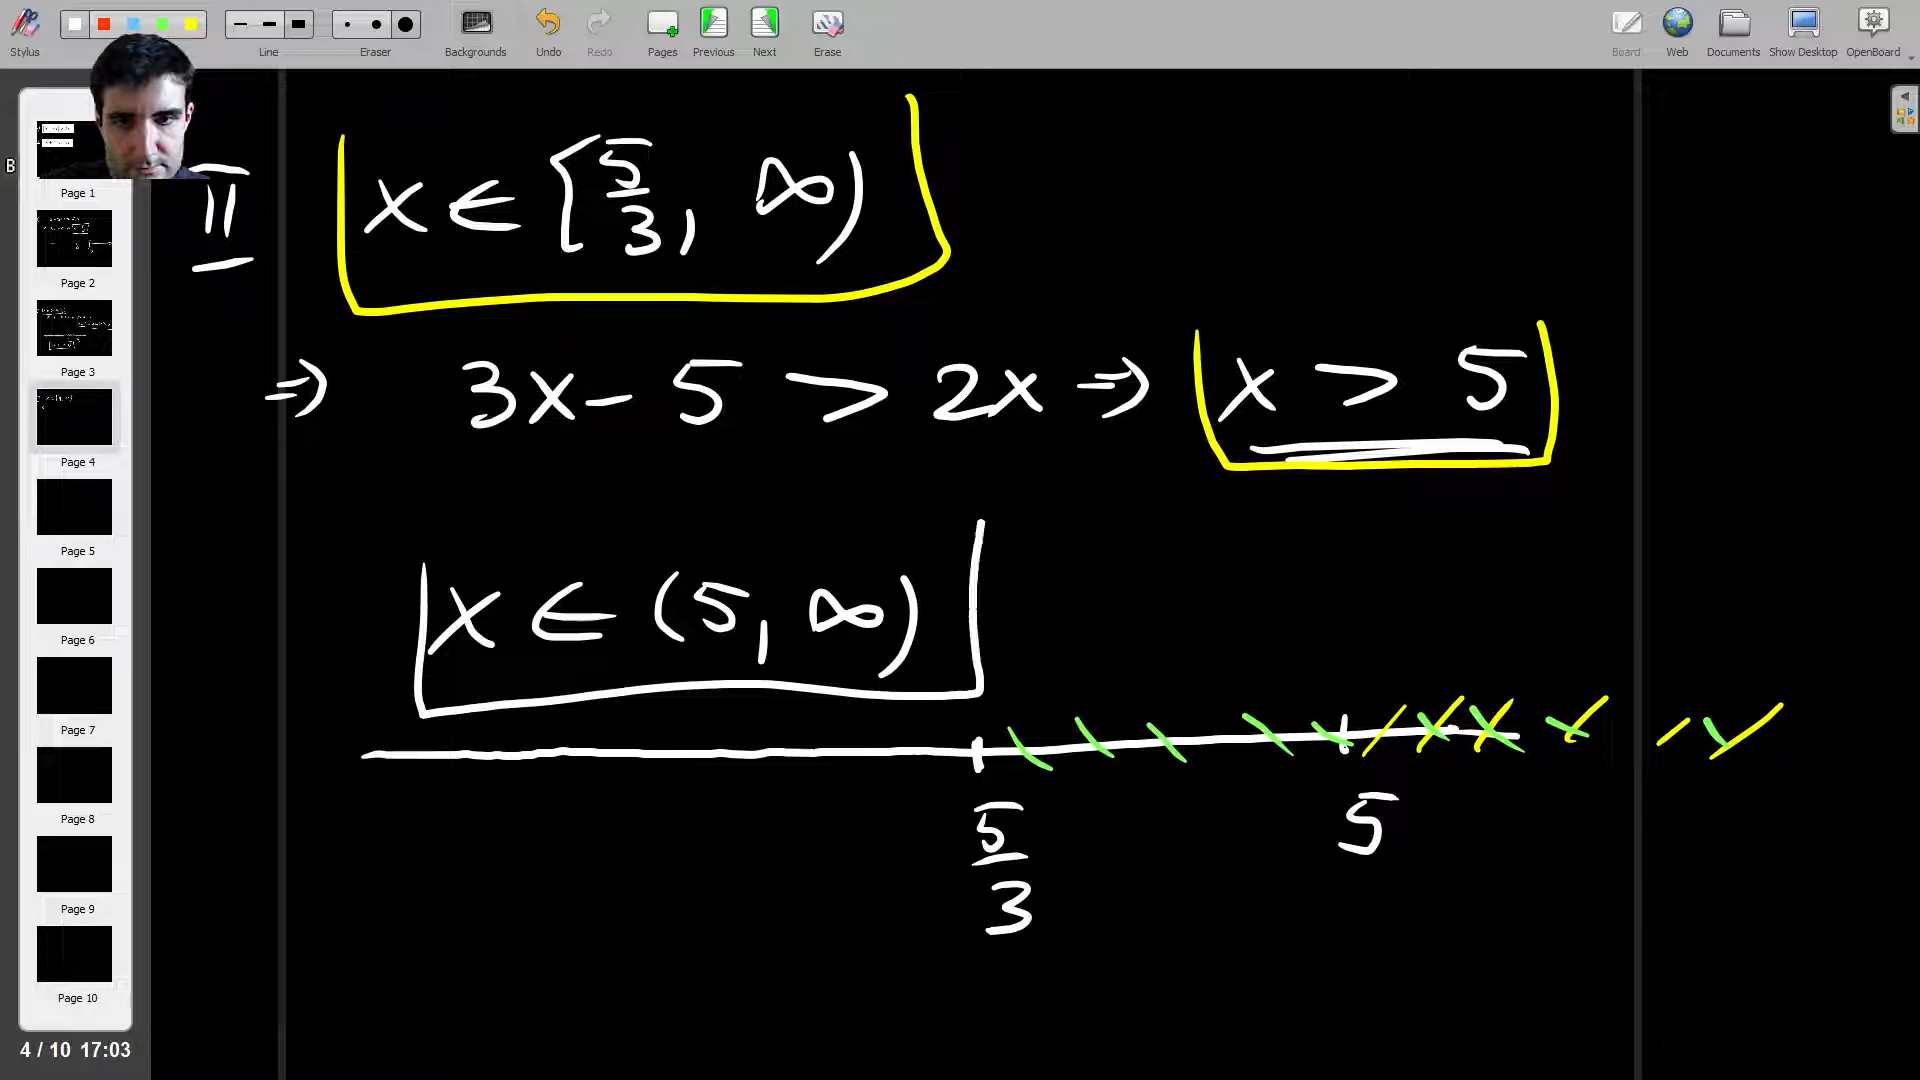 Stylus
Line
Eraser
Backgrounds
Undo
Redo
Pages
Previous
Next
Erase
Board
Web
Documents
Show Desktop
OpenBoard
B
Page 1
Page 2
Page 3
Page 4
Page 5
Page 6
Page 7
Page 8
Page 9
Page 10
4 / 10 17:03
II
x ∈ [5/3, ∞)
⇒ 3x - 5 > 2x ⇒ x > 5
x ∈ (5, ∞)
5/3
5